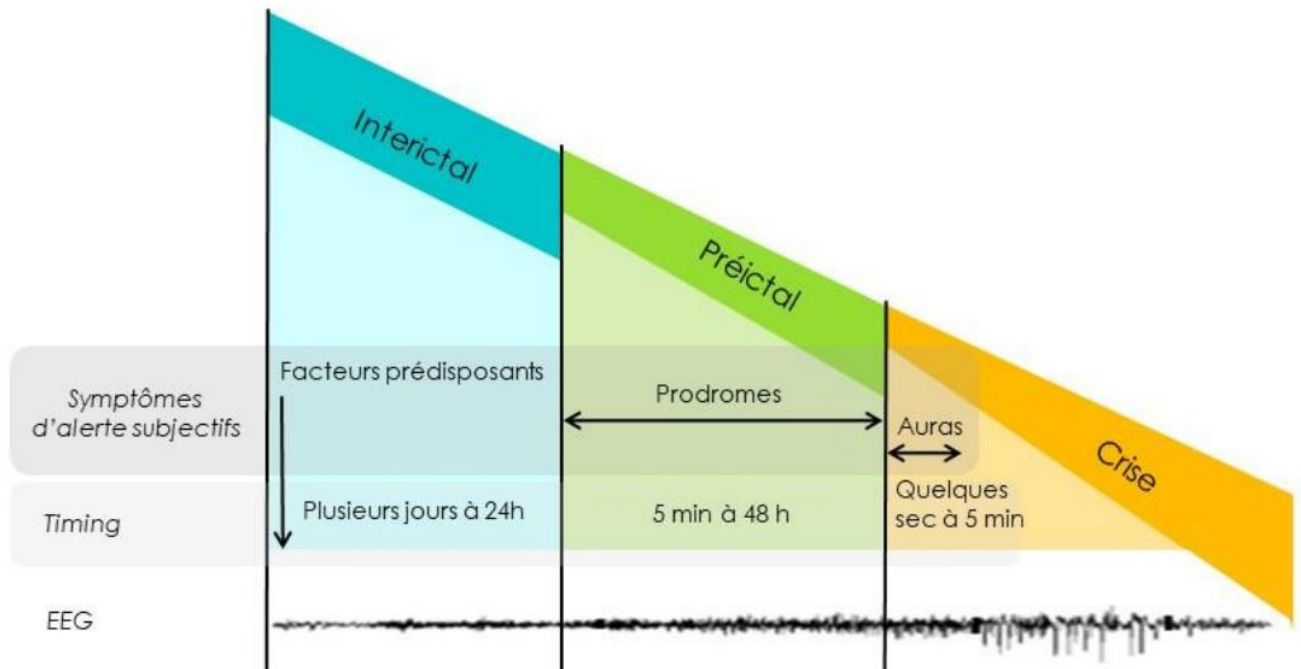 Interictal
Préictal
Crise
Symptômes
d'alerte subjectifs
Facteurs prédisposants
Prodromes
Auras
Timing
Plusieurs jours à 24h
5 min à 48 h
Quelques
sec à 5 min
EEG